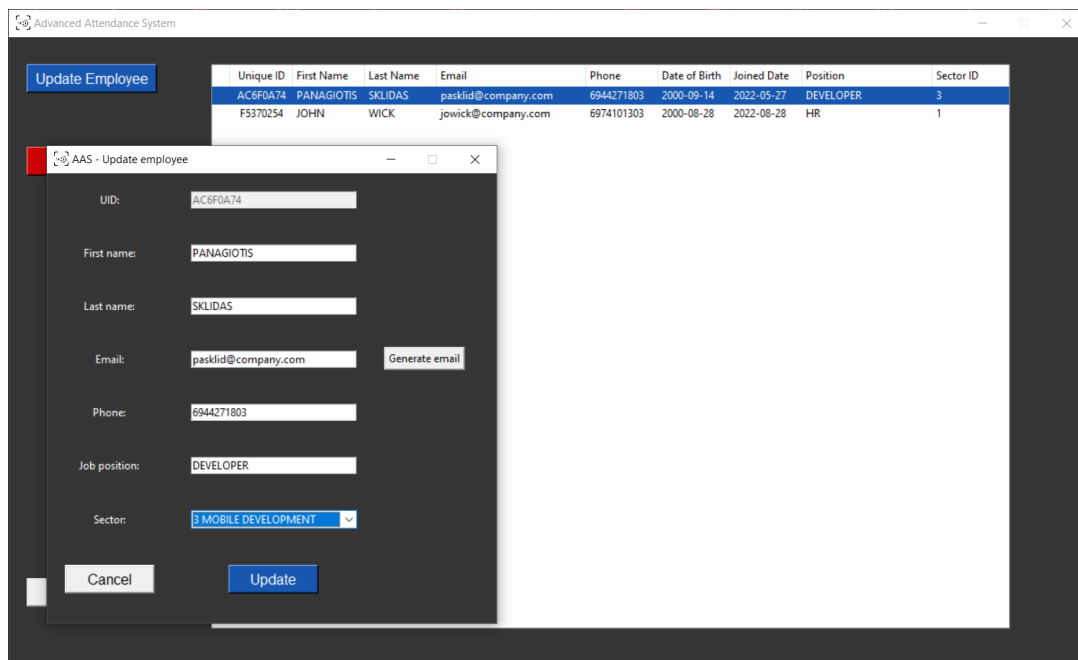 Advanced Attendance System
Update Employee
Unique ID First Name Last Name Email Phone Date of Birth Joined Date Position Sector ID
AC6F0A74 PANAGIOTIS SKLIDAS pasklid@company.com 6944271803 2000-09-14 2022-05-27 DEVELOPER 3
F5370254 JOHN WICK jowick@company.com 6974101303 2000-08-28 2022-08-28 HR 1
AAS - Update employee
UID: AC6F0A74
First name: PANAGIOTIS
Last name: SKLIDAS
Email: pasklid@company.com Generate email
Phone: 6944271803
Job position: DEVELOPER
Sector: 3 MOBILE DEVELOPMENT
Cancel Update